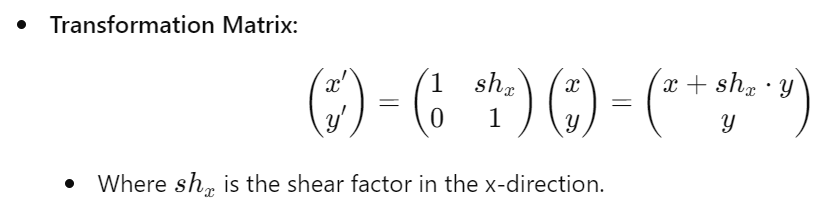 • Transformation Matrix:
(x′ y′) = (1 shₓ 0 1) (x y) = (x + shₓ · y y)
• Where shₓ is the shear factor in the x-direction.